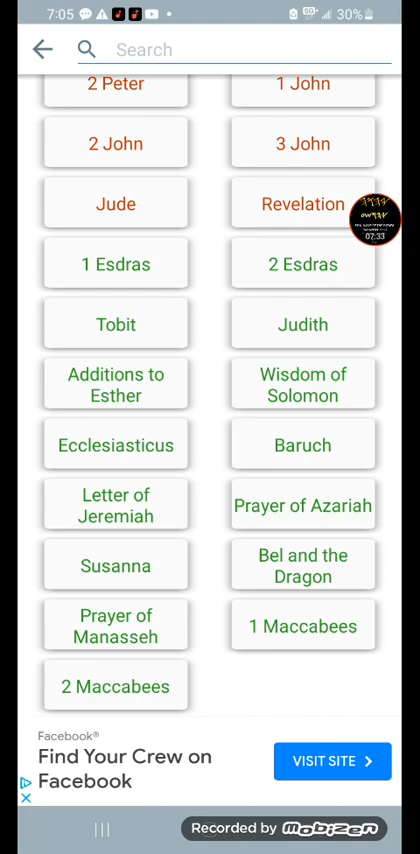 7:05
5G
30%
Search
2 Peter
1 John
2 John
3 John
Jude
Revelation
07:33
1 Esdras
2 Esdras
Tobit
Judith
Additions to
Esther
Wisdom of
Solomon
Ecclesiasticus
Baruch
Letter of
Jeremiah
Prayer of Azariah
Susanna
Bel and the
Dragon
Prayer of
Manasseh
1 Maccabees
2 Maccabees
Facebook®
Find Your Crew on
Facebook
VISIT SITE
Recorded by mobizen